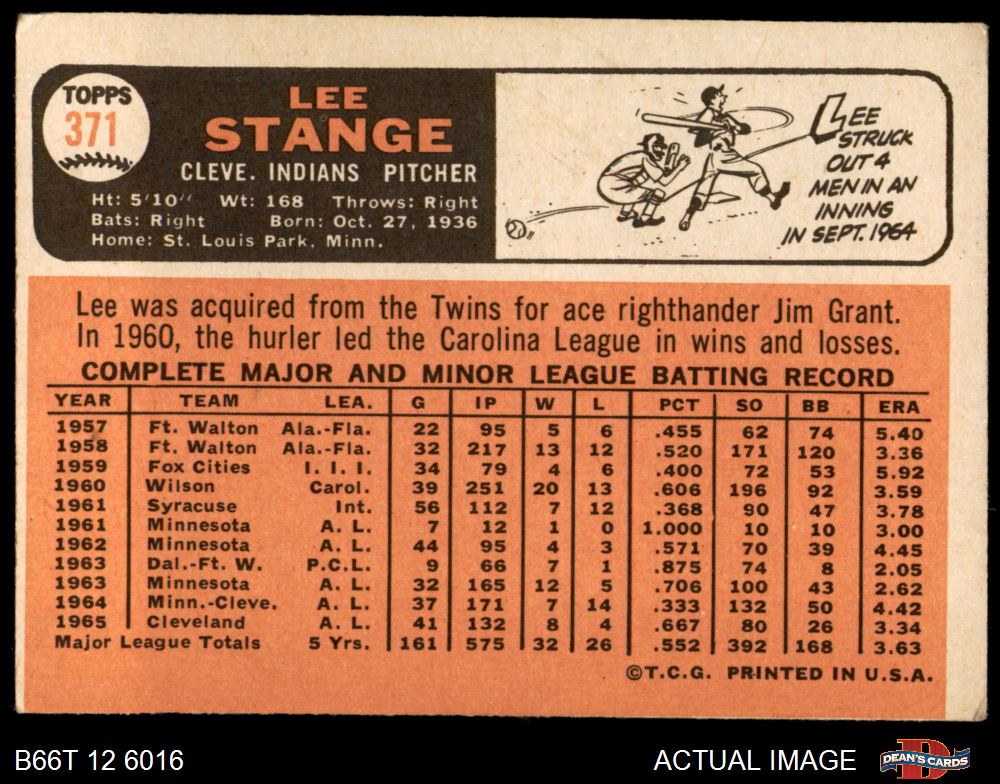 TOPPS
371
LEE
STANGE
CLEVE. INDIANS PITCHER
Ht: 5'10" Wt: 168 Throws: Right
Bats: Right Born: Oct. 27, 1936
Home: St. Louis Park, Minn.
LEE
STRUCK
OUT 4
MEN IN AN
INNING
IN SEPT. 1964
Lee was acquired from the Twins for ace righthander Jim Grant.
In 1960, the hurler led the Carolina League in wins and losses.
COMPLETE MAJOR AND MINOR LEAGUE BATTING RECORD
YEAR TEAM LEA. G IP W L PCT SO BB ERA
1957 Ft. Walton Ala.-Fla. 22 95 5 6 .455 62 74 5.40
1958 Ft. Walton Ala.-Fla. 32 217 13 12 .520 171 120 3.36
1959 Fox Cities I. I. I. 34 79 4 6 .400 72 53 5.92
1960 Wilson Carol. 39 251 20 13 .606 196 92 3.59
1961 Syracuse Int. 56 112 7 12 .368 90 47 3.78
1961 Minnesota A. L. 7 12 1 0 1.000 10 10 3.00
1962 Minnesota A. L. 44 95 4 3 .571 70 39 4.45
1963 Dal.-Ft. W. P.C.L. 9 66 7 1 .875 74 8 2.05
1963 Minnesota A. L. 32 165 12 5 .706 100 43 2.62
1964 Minn.-Cleve. A. L. 37 171 7 14 .333 132 50 4.42
1965 Cleveland A. L. 41 132 8 4 .667 80 26 3.34
Major League Totals 5 Yrs. 161 575 32 26 .552 392 168 3.63
©T.C.G. PRINTED IN U.S.A.
B66T 12 6016
ACTUAL IMAGE
DEAN'S CARDS